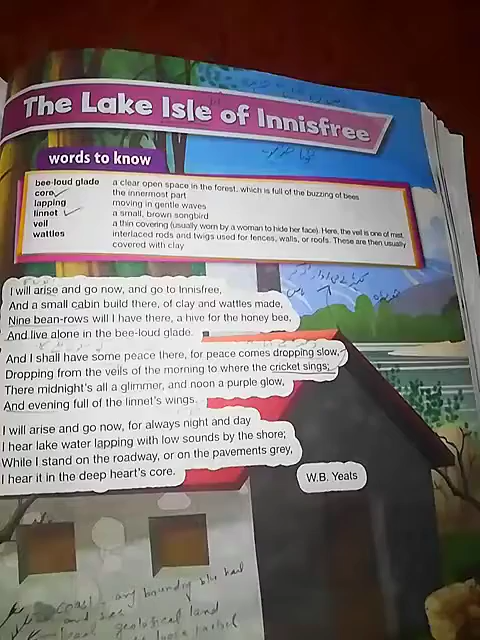 The Lake Isle of Innisfree
words to know
bee-loud glade a clear open space in the forest, which is full of the buzzing of bees
core the innermost part
lapping moving in gentle waves
linnet a small, brown songbird
veil a thin covering (usually worn by a woman to hide her face). Here, the veil is one of mist.
wattles interlaced rods and twigs used for fences, walls, or roofs. These are then usually
covered with clay
I will arise and go now, and go to Innisfree,
And a small cabin build there, of clay and wattles made,
Nine bean-rows will I have there, a hive for the honey bee,
And live alone in the bee-loud glade.
And I shall have some peace there, for peace comes dropping slow,
Dropping from the veils of the morning to where the cricket sings;
There midnight's all a glimmer, and noon a purple glow,
And evening full of the linnet's wings.
I will arise and go now, for always night and day
I hear lake water lapping with low sounds by the shore;
While I stand on the roadway, or on the pavements grey,
I hear it in the deep heart's core.
W.B. Yeats
coast any boundry
and sea
geological land